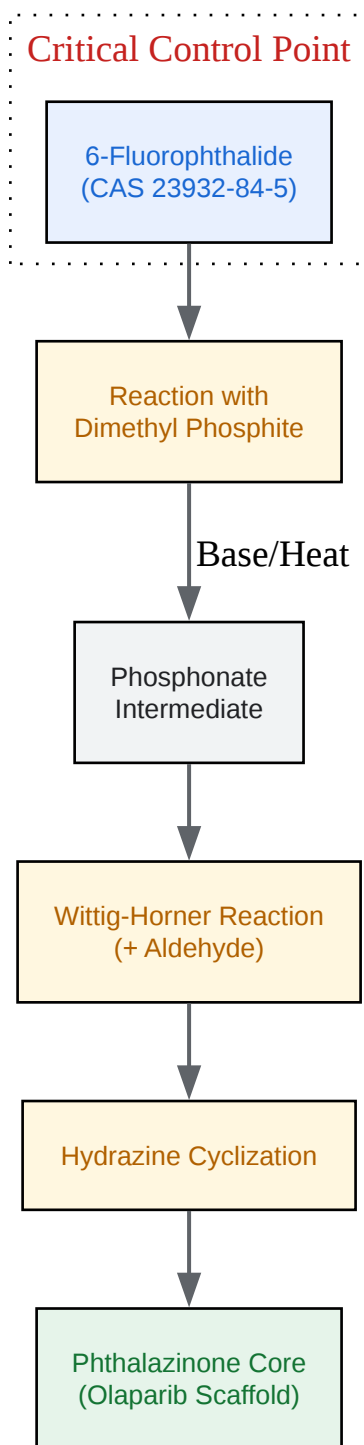 Critical Control Point
6-Fluorophthalide
(CAS 23932-84-5)
Reaction with
Dimethyl Phosphite
Base/Heat
Phosphonate
Intermediate
Wittig-Horner Reaction
(+ Aldehyde)
Hydrazine Cyclization
Phthalazinone Core
(Olaparib Scaffold)